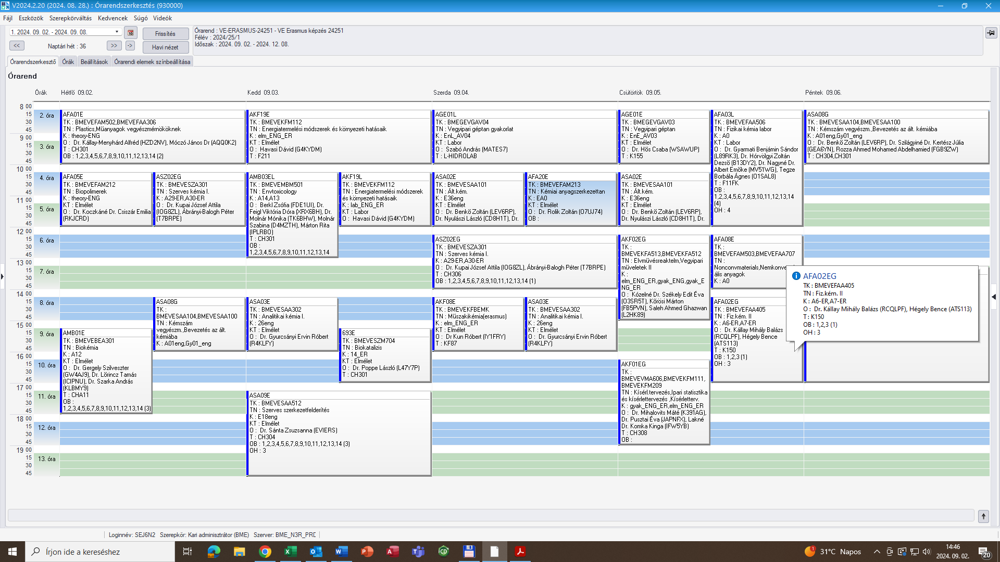 V2024.2.20 (2024. 08. 28.) : Órarendszerkesztés (930000)
Fájl Eszközök Szerepkörváltás Kedvencek Súgó Videók
1. 2024. 09. 02. - 2024. 09. 08.
10
Frissítés
<<
Naptári hét : 36
>>
->
Havi nézet
Órarend : VE-ERASMUS-24251 - VE Erasmus képzés 24251
Félév : 2024/25/1
Időszak : 2024. 09. 02. - 2024. 12. 08.
Órarendszerkesztő Órák Beállítások Órarendi elemek színbeállítása
Órarend
Órák Hétfő 09.02. Kedd 09.03. Szerda 09.04. Csütörtök 09.05. Péntek 09.06.
8 00
15
30
45
9 00
15
30
45
10 00
15
30
45
11 00
15
30
45
12 00
15
30
45
13 00
15
30
45
14 00
15
30
45
15 00
15
30
45
16 00
15
30
45
17 00
15
30
45
18 00
15
30
45
19 00
15
30
45
2. óra
3. óra
4. óra
5. óra
6. óra
7. óra
8. óra
9. óra
10. óra
11. óra
12. óra
13. óra
AFA01E
TK : BMEVEFAM502,BMEVEFAA306
TN : Plastics,Műanyagok vegyészmérnököknek
K : theory-ENG
O : Dr. Kállay-Menyhárd Alfréd (HZD2NV), Móczó János Dr (AQQ0K2)
T : CH301
OB : 1,2,3,4,5,6,7,8,9,10,11,12,13,14 (2)
AFA05E
TK : BMEVEFAM212
TN : Biopolimerek
K : theory-ENG
KT : Elmélet
O : Dr. Koczkáné Dr. Csiszár Emilia
(RKJCRD)
ASZ02EG
TK : BMEVESZA301
TN : Szerves kémia I.
K : A29-ER,A30-ER
O : Dr. Kupai József Attila
(IOG8ZL), Ábrányi-Balogh Péter
(T7BRPE)
ASA08G
TK :
BMEVESAA104,BMEVESAA100
TN : Kémszám
vegyészm.,Bevezetés az ált.
kémiába
K : A01eng,Gy01_eng
AMB01E
TK : BMEVEBEA301
TN : Biokémia
K : A12
KT : Elmélet
O : Dr. Gergely Szilveszter
(GW4AJ9), Dr. Lőrincz Tamás
(ICIPNU), Dr. Szarka András
(KLBMY9)
T : CHA11
OB :
1,2,3,4,5,6,7,8,9,10,11,12,13,14 (3)
AKF19E
TK : BMEVEKFM112
TN : Energiatermelési módszerek és környezeti hatásaik
K : elm_ENG_ER
KT : Elmélet
O : Havasi Dávid (G4KYDM)
T : F211
AMB03EL
TK : BMEVEMBM501
TN : Envtoxicology
K : A14,A13
O : Berkl Zsófia (FDE1UI), Dr.
Feigl Viktória Dóra (XRX6BH), Dr.
Molnár Mónika (TK6BHW), Molnár
Szabina (D4MZTH), Márton Rita
(IPLRBO)
T : CH301
OB :
1,2,3,4,5,6,7,8,9,10,11,12,13,14
AKF19L
TK : BMEVEKFM112
TN : Energiatermelési módszerek
és környezeti hatásaik
K : lab_ENG_ER
KT : Labor
O : Havasi Dávid (G4KYDM)
ASA03E
TK : BMEVESAA302
TN : Analitikai kémia I.
K : 26eng
KT : Elmélet
O : Dr. Gyurcsányi Ervin Róbert
(R4KLFY)
693E
TK : BMEVESZM704
TN : Biokatalizis
K : 14_ER
KT : Elmélet
O : Dr. Poppe László (L47Y7P)
T : CH301
ASA09E
TK : BMEVESAA512
TN : Szerves szerkezetfelderítés
K : E18eng
KT : Elmélet
O : Dr. Sánta Zsuzsanna (EVIERS)
T : CH304
OB : 1,2,3,4,5,6,7,8,9,10,11,12,13,14 (3)
OH : 3
AGE01L
TK : BMEGEVGAV04
TN : Vegyipari géptan gyakorlat
K : EnL_AV04
KT : Labor
O : Szabó András (MATES7)
T : L-HIDROLAB
ASA02E
TK : BMEVESAA101
TN : Ált.kém.
K : E36eng
KT : Elmélet
O : Dr. Benkő Zoltán (LEV6RP),
Dr. Nyulászi László (CD8H1T), Dr.
AFA20E
TK : BMEVEFAM213
TN : Kémiai anyagszerkezettan
K : EA0
KT : Elmélet
O : Dr. Rolik Zoltán (O7UJ74)
OB :
ASZ02EG
TK : BMEVESZA301
TN : Szerves kémia I.
K : A29-ER,A30-ER
O : Dr. Kupai József Attila (IOG8ZL), Ábrányi-Balogh Péter (T7BRPE)
T : CH306
OB : 1,2,3,4,5,6,7,8,9,10,11,12,13,14 (1)
AKF08E
TK : BMEVEKFBEMK
TN : Műszakikémia(erasmus)
K : elm_ENG_ER
KT : Elmélet
O : Dr Kun Róbert (IY1FRY)
T : KF87
ASA03E
TK : BMEVESAA302
TN : Analitikai kémia I.
K : 26eng
KT : Elmélet
O : Dr. Gyurcsányi Ervin Róbert
(R4KLFY)
AGE01E
TK : BMEGEVGAV03
TN : Vegyipari géptan
K : EnE_AV03
KT : Elmélet
O : Dr. Hős Csaba (WSAWUP)
T : K155
AFA03L
TK : BMEVEFAA506
TN : Fizikai kémia labor
K : A0
KT : Labor
O : Dr. Gyarmati Benjámin Sándor
(L89RK3), Dr. Hórvölgyi Zoltán
Dezső (B13DY2), Dr. Nagyné Dr.
Albert Emőke (MV51WG), Tegze
Borbála Ágnes (O1SAL8)
T : F11FK
OB :
1,2,3,4,5,6,7,8,9,10,11,12,13,14
(4)
OH : 4
ASA02E
TK : BMEVESAA101
TN : Ált.kém.
K : E36eng
KT : Elmélet
O : Dr. Benkő Zoltán (LEV6RP),
Dr. Nyulászi László (CD8H1T), Dr.
AKF02EG
TK :
BMEVEKFA513,BMEVEKFA512
TN : Elvművésreaktelm,Vegyipari
műveletek II
K :
elm_ENG_ER,gyak_ENG,gyak_E
NG_ER
O : Kózelné Dr. Székely Edit Éva
(O3SR5T), Kőrösi Márton
(FB5PVN), Saleh Ahmed Ghazwan
(L2HK89)
AFA08E
TK :
BMEVEFAM503,BMEVEFAA707
TN :
Nonconvmaterials,Nemkonve
ális anyagok
K : A0
AFA02EG
TK : BMEVEFAA405
TN : Fiz.kém. II
K : A6-ER,A7-ER
O : Dr. Kállay Mihály Balázs
(RCQLPF), Hégely Bence
(ATS113)
T : K150
OB : 1,2,3 (1)
OH : 3
AKF01EG
TK :
BMEVEVMA606,BMEVEKFM111,
BMEVEKFM209
TN : Kísérl.tervezés,Ipari statisztika
és kísérlettervezés ,Kísérletterv.
K : gyak_ENG_ER,elm_ENG_ER
O : Dr. Mihalovits Máté (K391AG),
Dr. Pusztai Éva (JAPNFX), Lakné
Dr. Komka Kinga (IFW5YB)
T : CH308
OB :
ASA08G
TK : BMEVESAA104,BMEVESAA100
TN : Kémszám vegyészm.,Bevezetés az ált. kémiába
K : A01eng,Gy01_eng
O : Dr. Benkő Zoltán (LEV6RP), Dr. Szilágyiné Dr. Kertész Júlia
(GEA6YN), Rozza Ahmed Mohamed Abdelhamied (FGB9ZW)
T : CH304,CH301
AFA02EG
TK : BMEVEFAA405
TN : Fiz.kém. II
K : A6-ER,A7-ER
O : Dr. Kállay Mihály Balázs (RCQLPF), Hégely Bence (ATS113)
T : K150
OB : 1,2,3 (1)
OH : 3
Loginnév: SEJ6N2 Szerepkör: Kari adminisztrátor (BME) Szerver: BME_N3R_PRD
Írjon ide a kereséshez
31°C Napos
14:46
2024. 09. 02.
20